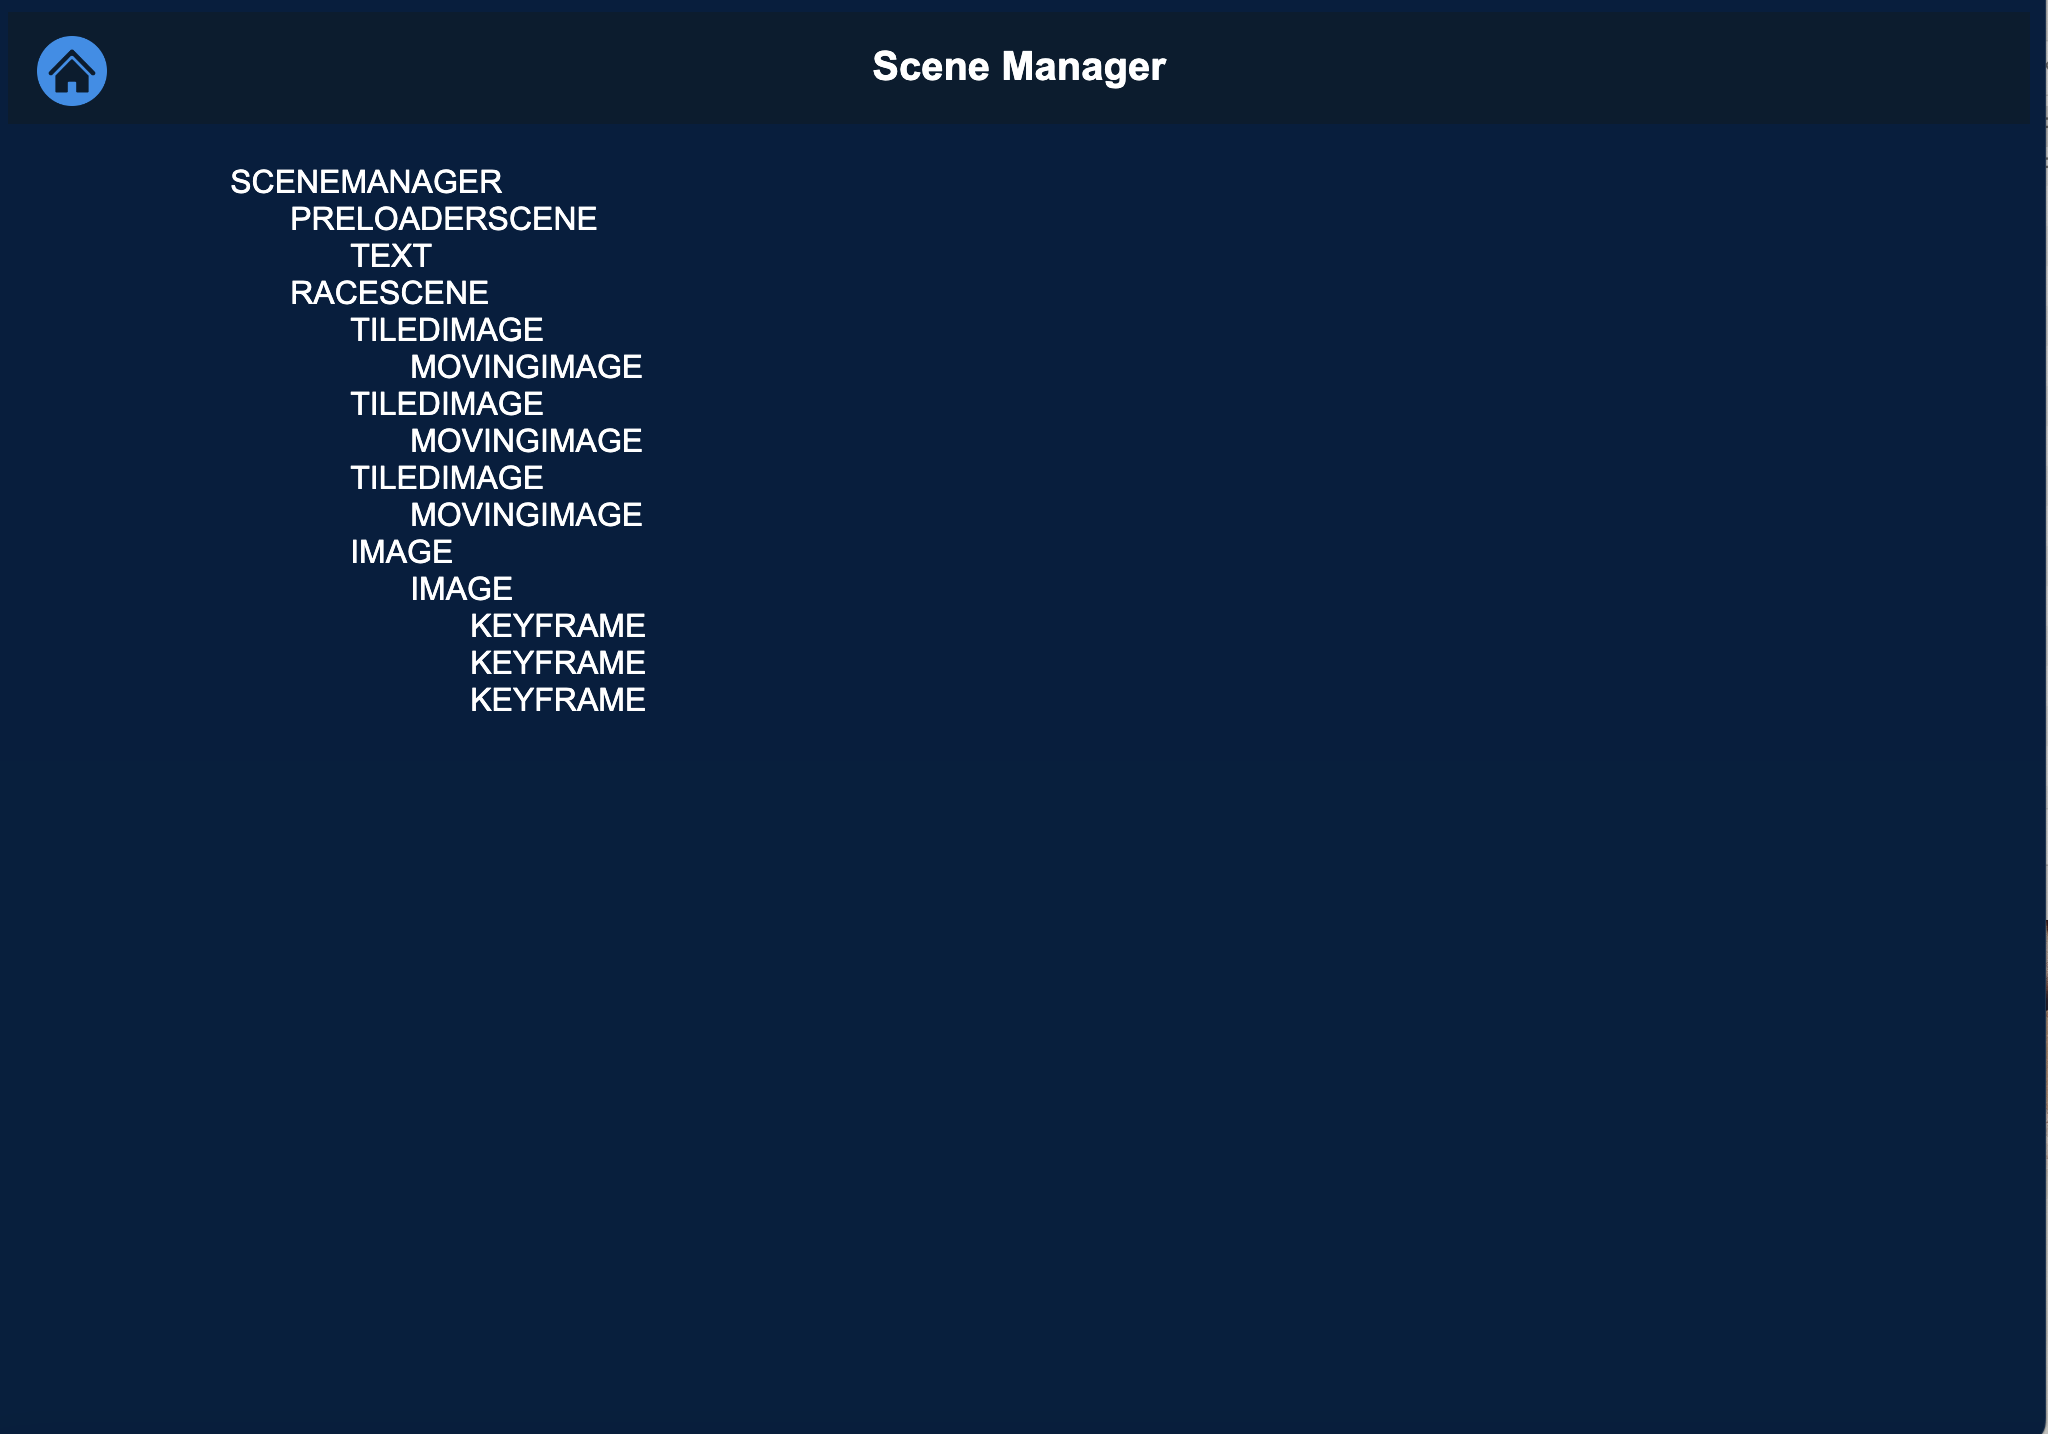 Scene Manager
SCENEMANAGER
PRELOADERSCENE
TEXT
RACESCENE
TILEDIMAGE
MOVINGIMAGE
TILEDIMAGE
MOVINGIMAGE
TILEDIMAGE
MOVINGIMAGE
IMAGE
IMAGE
KEYFRAME
KEYFRAME
KEYFRAME